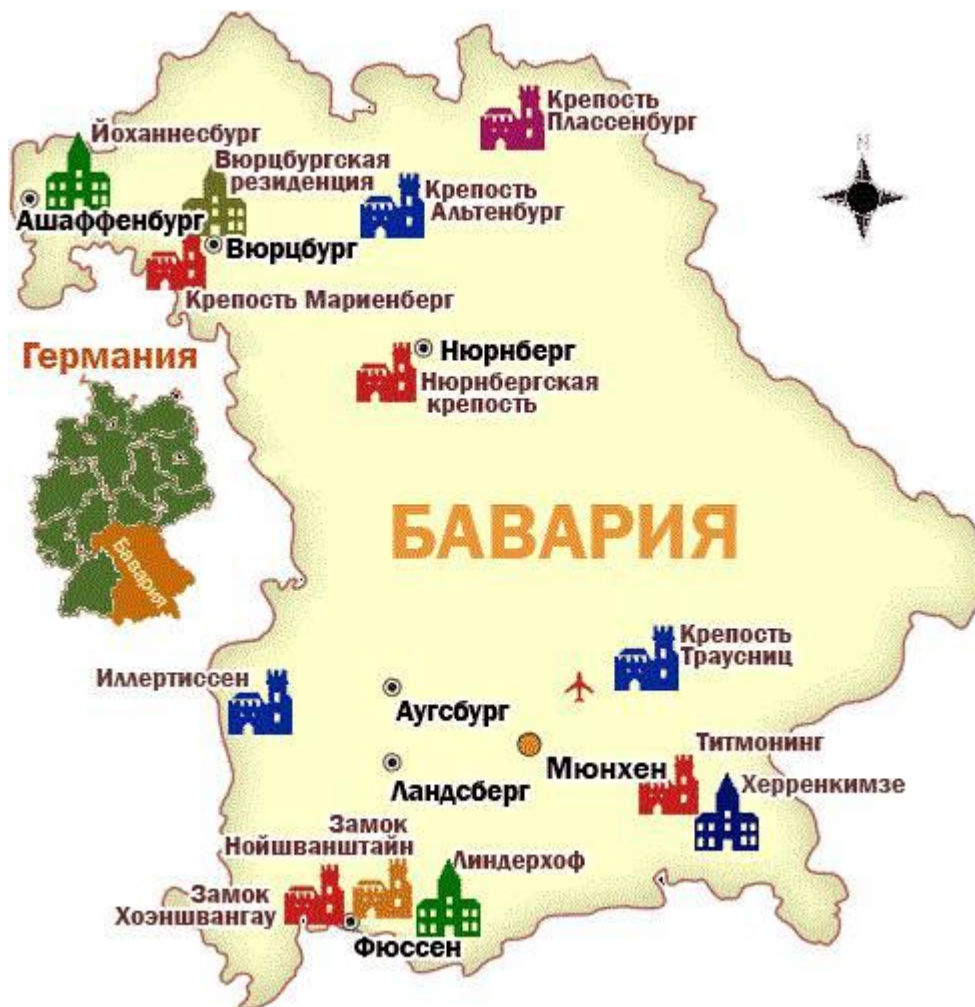 Крепость
Плассенбург
Йоханнесбург
Вюрцбургская
резиденция
Крепость
Альтенбург
N
Ашаффенбург
Вюрцбург
Крепость Мариенберг
Германия
Нюрнберг
Нюрнбергская
крепость
БАВАРИЯ
Бавария
Крепость
Траусниц
Иллертиссен
Аугсбург
Титмонинг
Мюнхен
Ландсберг
Херренкимзе
Замок
Нойшванштайн
Линдерхоф
Замок
Хоэншвангау
Фюссен